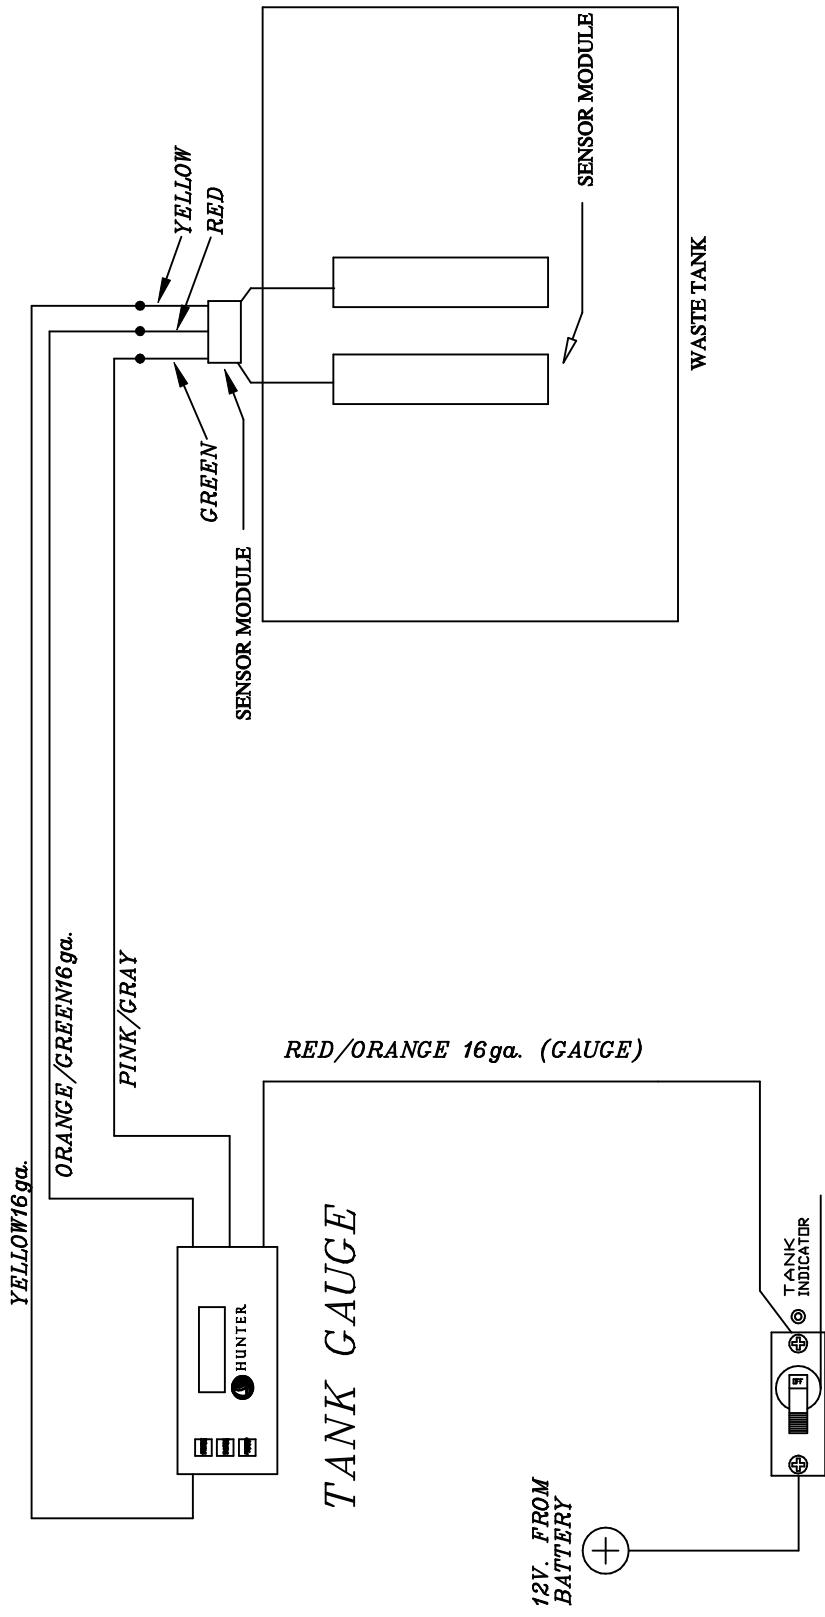 YELLOW
RED
GREEN
SENSOR MODULE
SENSOR MODULE
WASTE TANK
YELLOW16ga.
ORANGE/GREEN16ga.
PINK/GRAY
RED/ORANGE 16ga. (GAUGE)
HUNTER
TANK GAUGE
TANK
INDICATOR
OFF
12V. FROM
BATTERY